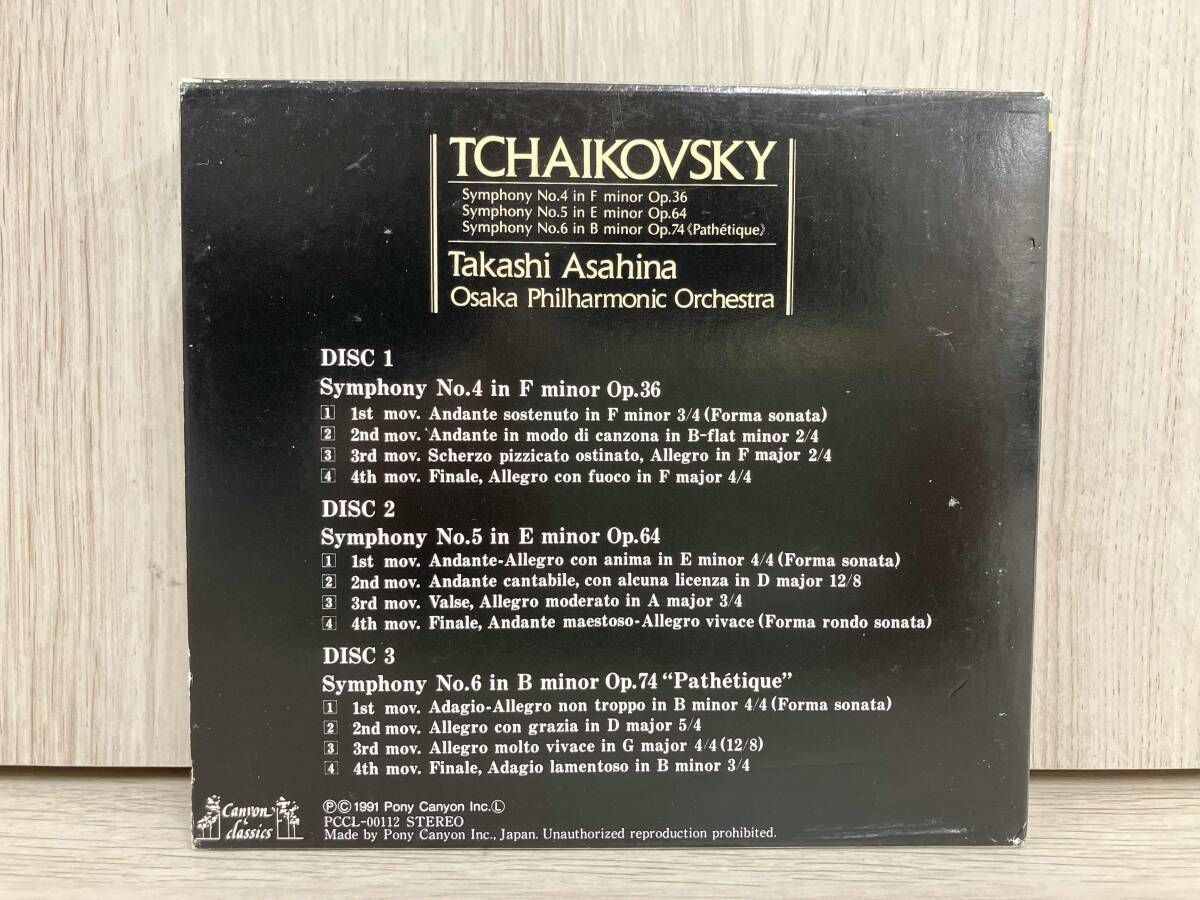 TCHAIKOVSKY
Symphony No.4 in F minor Op.36
Symphony No.5 in E minor Op.64
Symphony No.6 in B minor Op.74《Pathétique》
Takashi Asahina
Osaka Philharmonic Orchestra
DISC 1
Symphony No.4 in F minor Op.36
1 1st mov. Andante sostenuto in F minor 3/4 (Forma sonata)
2 2nd mov. Andante in modo di canzona in B-flat minor 2/4
3 3rd mov. Scherzo pizzicato ostinato, Allegro in F major 2/4
4 4th mov. Finale, Allegro con fuoco in F major 4/4
DISC 2
Symphony No.5 in E minor Op.64
1 1st mov. Andante-Allegro con anima in E minor 4/4 (Forma sonata)
2 2nd mov. Andante cantabile, con alcuna licenza in D major 12/8
3 3rd mov. Valse, Allegro moderato in A major 3/4
4 4th mov. Finale, Andante maestoso-Allegro vivace (Forma rondo sonata)
DISC 3
Symphony No.6 in B minor Op.74 “Pathétique”
1 1st mov. Adagio-Allegro non troppo in B minor 4/4 (Forma sonata)
2 2nd mov. Allegro con grazia in D major 5/4
3 3rd mov. Allegro molto vivace in G major 4/4 (12/8)
4 4th mov. Finale, Adagio lamentoso in B minor 3/4
Canyon
classics
Ⓟ© 1991 Pony Canyon Inc.Ⓛ
PCCL-00112 STEREO
Made by Pony Canyon Inc., Japan. Unauthorized reproduction prohibited.